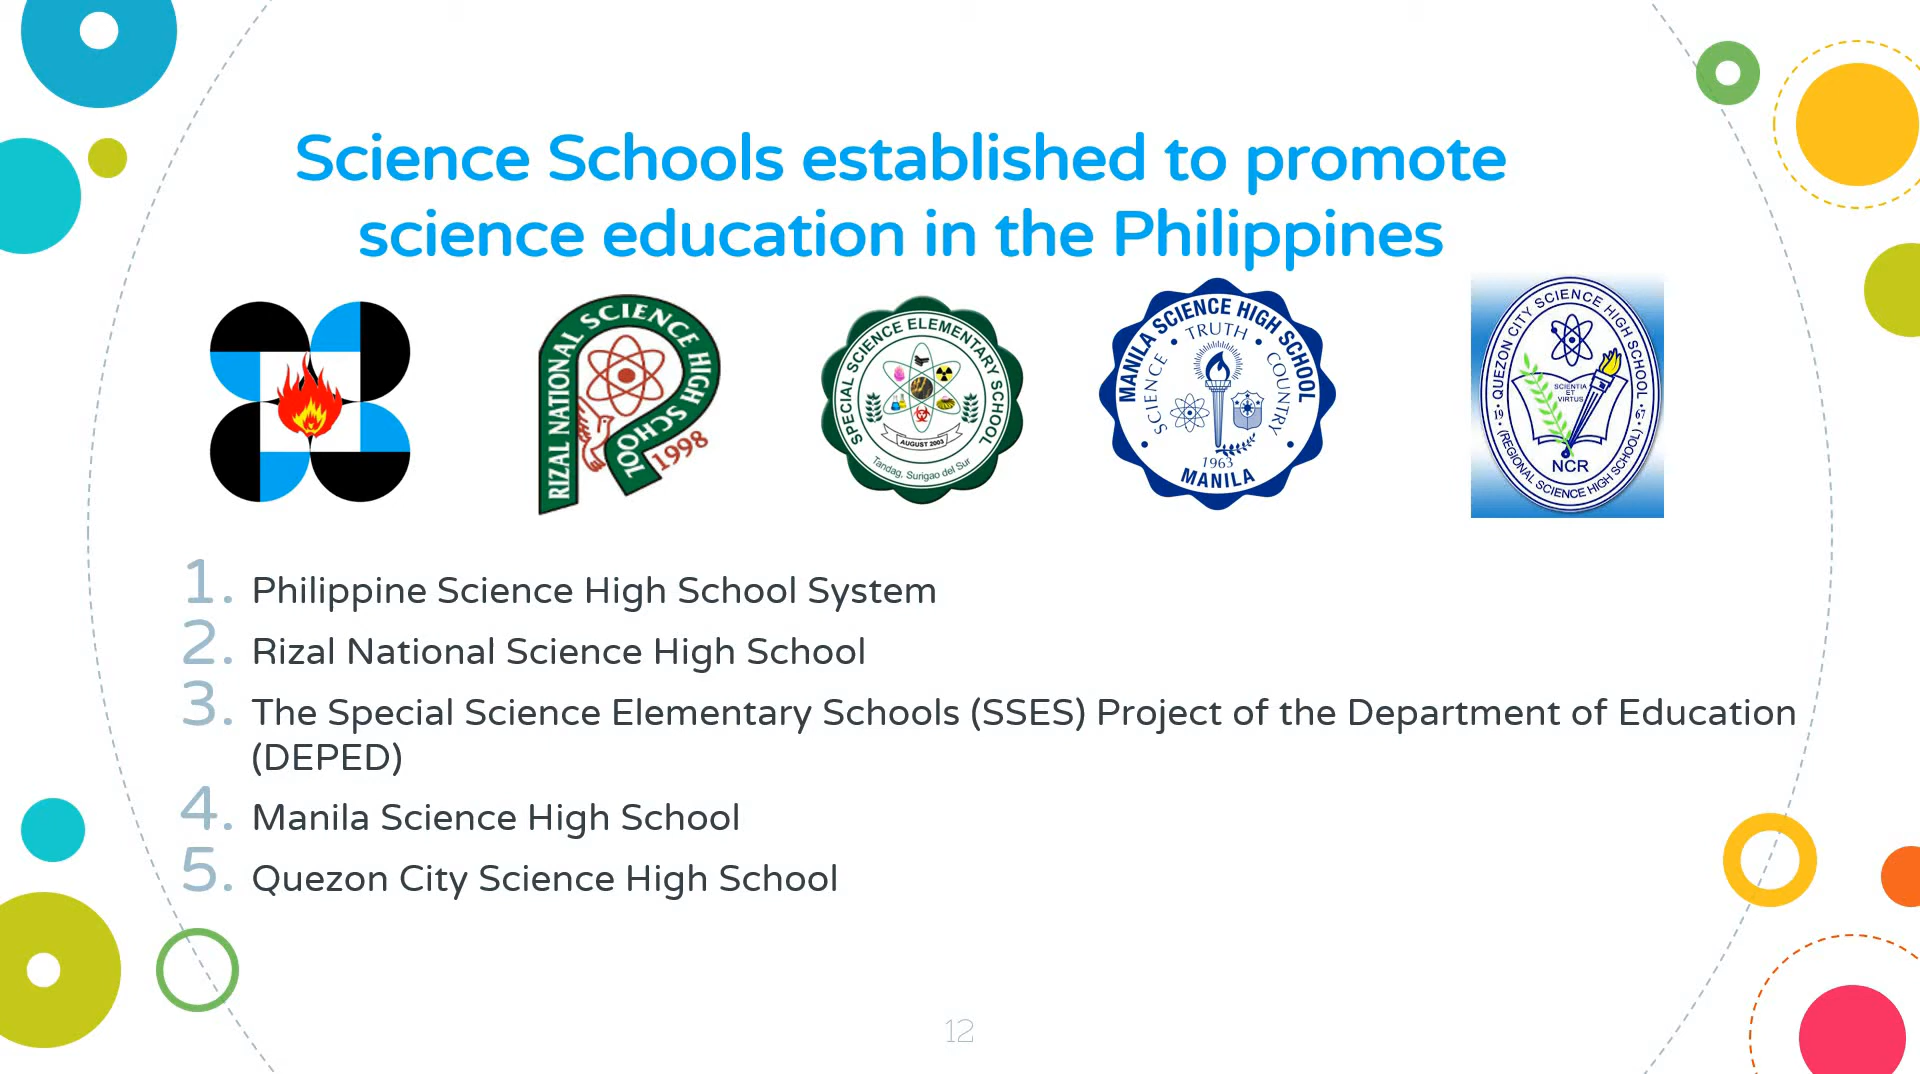 Science Schools established to promote
science education in the Philippines
RIZAL NATIONAL SCIENCE HIGH SCHOOL
1998
SPECIAL SCIENCE ELEMENTARY SCHOOL
AUGUST 2003
Tandag, Surigao del Sur
MANILA SCIENCE HIGH SCHOOL
SCIENCE • TRUTH • COUNTRY
1963
MANILA
QUEZON CITY SCIENCE HIGH SCHOOL
SCIENTIA
ET
VIRTUS
19
NCR
(REGIONAL SCIENCE HIGH SCHOOL)
1. Philippine Science High School System
2. Rizal National Science High School
3. The Special Science Elementary Schools (SSES) Project of the Department of Education
(DEPED)
4. Manila Science High School
5. Quezon City Science High School
12